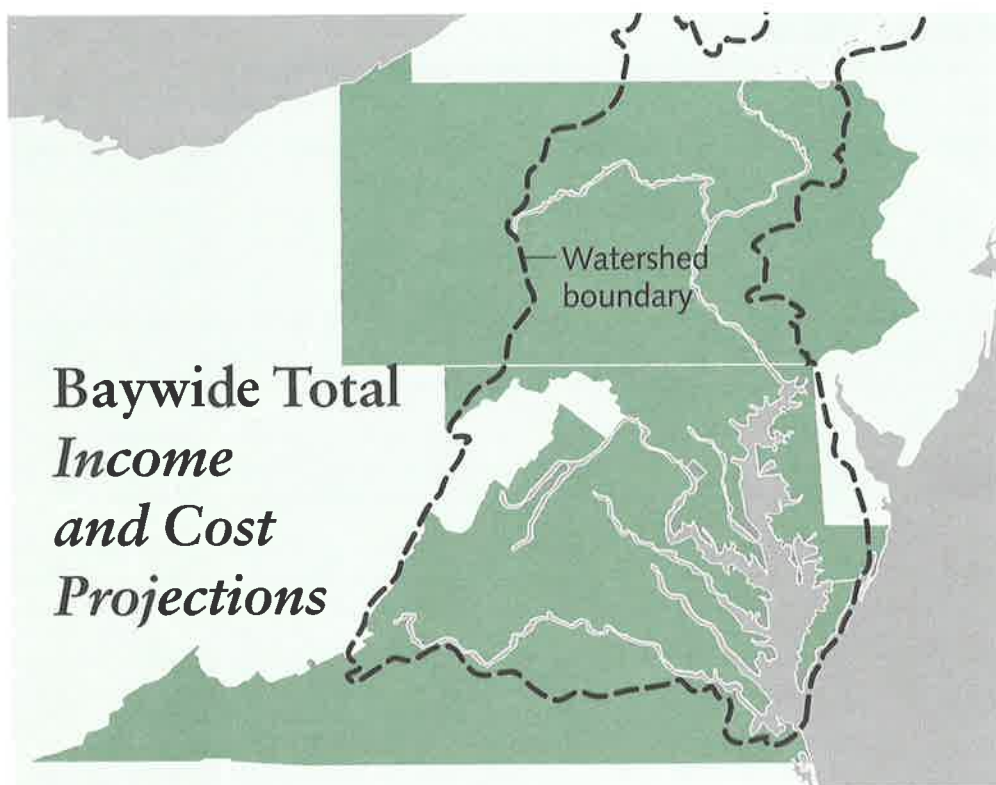 Watershed
boundary
Baywide Total
Income
and Cost
Projections